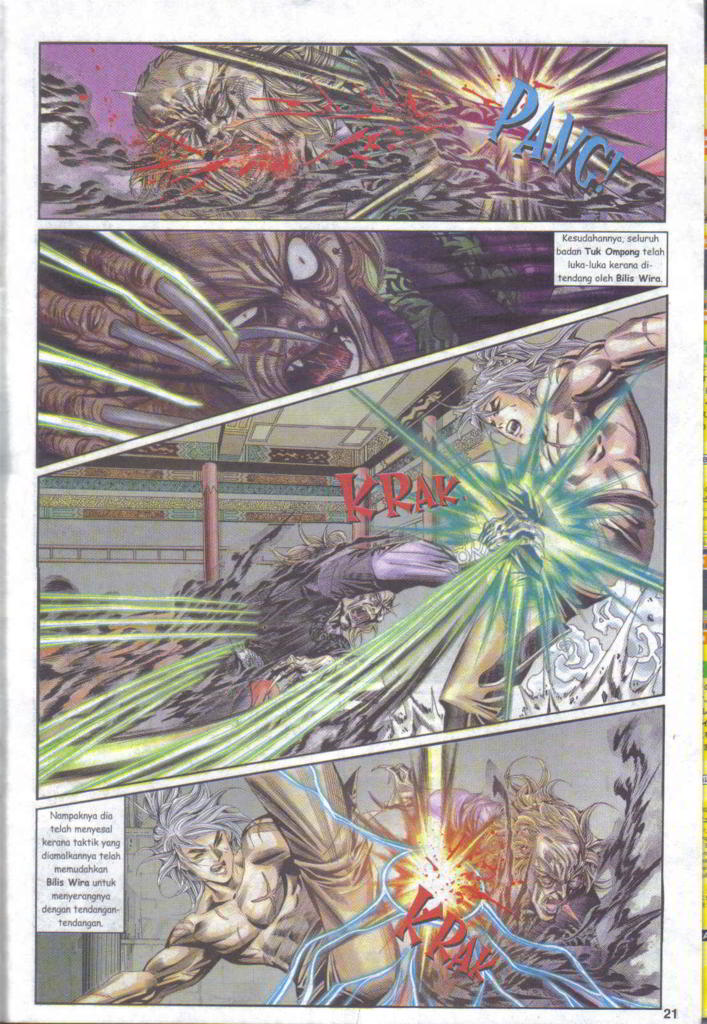 PANG!
Kesudahannya, seluruh
badan Tuk Ompong telah
luka-luka kerana di-
tendang oleh Bilis Wira.
KRAK
Nampaknya dia
telah menyesal
kerana taktik yang
diamalkannya telah
memudahkan
Bilis Wira untuk
menyerangnya
dengan tendangan-
tendangan.
KRAK
21